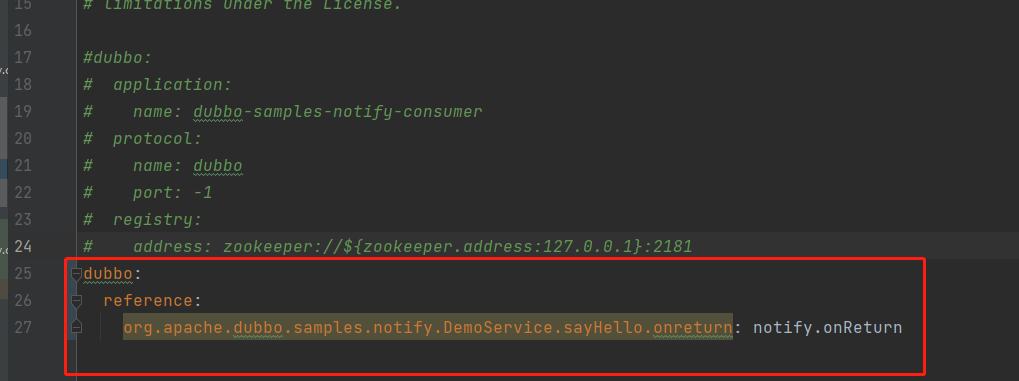 15 # limitations under the License.
16
17 #dubbo:
18 #  application:
19 #    name: dubbo-samples-notify-consumer
20 #  protocol:
21 #    name: dubbo
22 #    port: -1
23 #  registry:
24 #    address: zookeeper://${zookeeper.address:127.0.0.1}:2181
25 dubbo:
26   reference:
27     org.apache.dubbo.samples.notify.DemoService.sayHello.onreturn: notify.onReturn